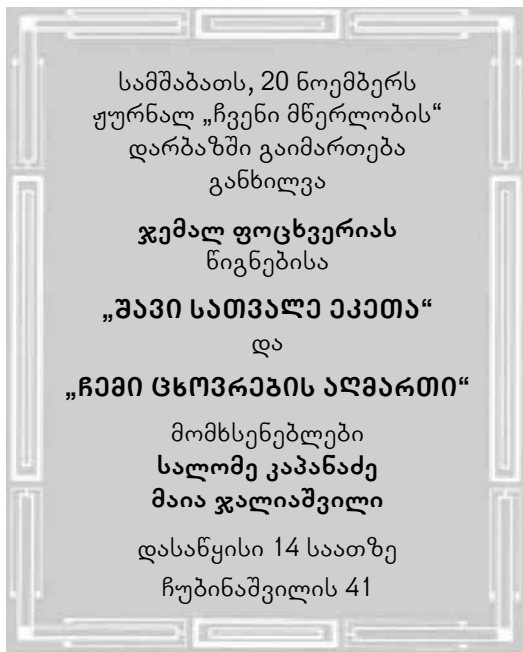 სამშაბათს, 20 ნოემბერს
ჟურნალ „ჩვენი მწერლობის“
დარბაზში გაიმართება
განხილვა
ჯემალ ფოცხვერიას
წიგნებისა
„შავი სათვალე ეკეთა“
და
„ჩემი ცხოვრების აღმართი“
მომხსენებლები
სალომე კაპანაძე
მაია ჯალიაშვილი
დასაწყისი 14 საათზე
ჩუბინაშვილის 41